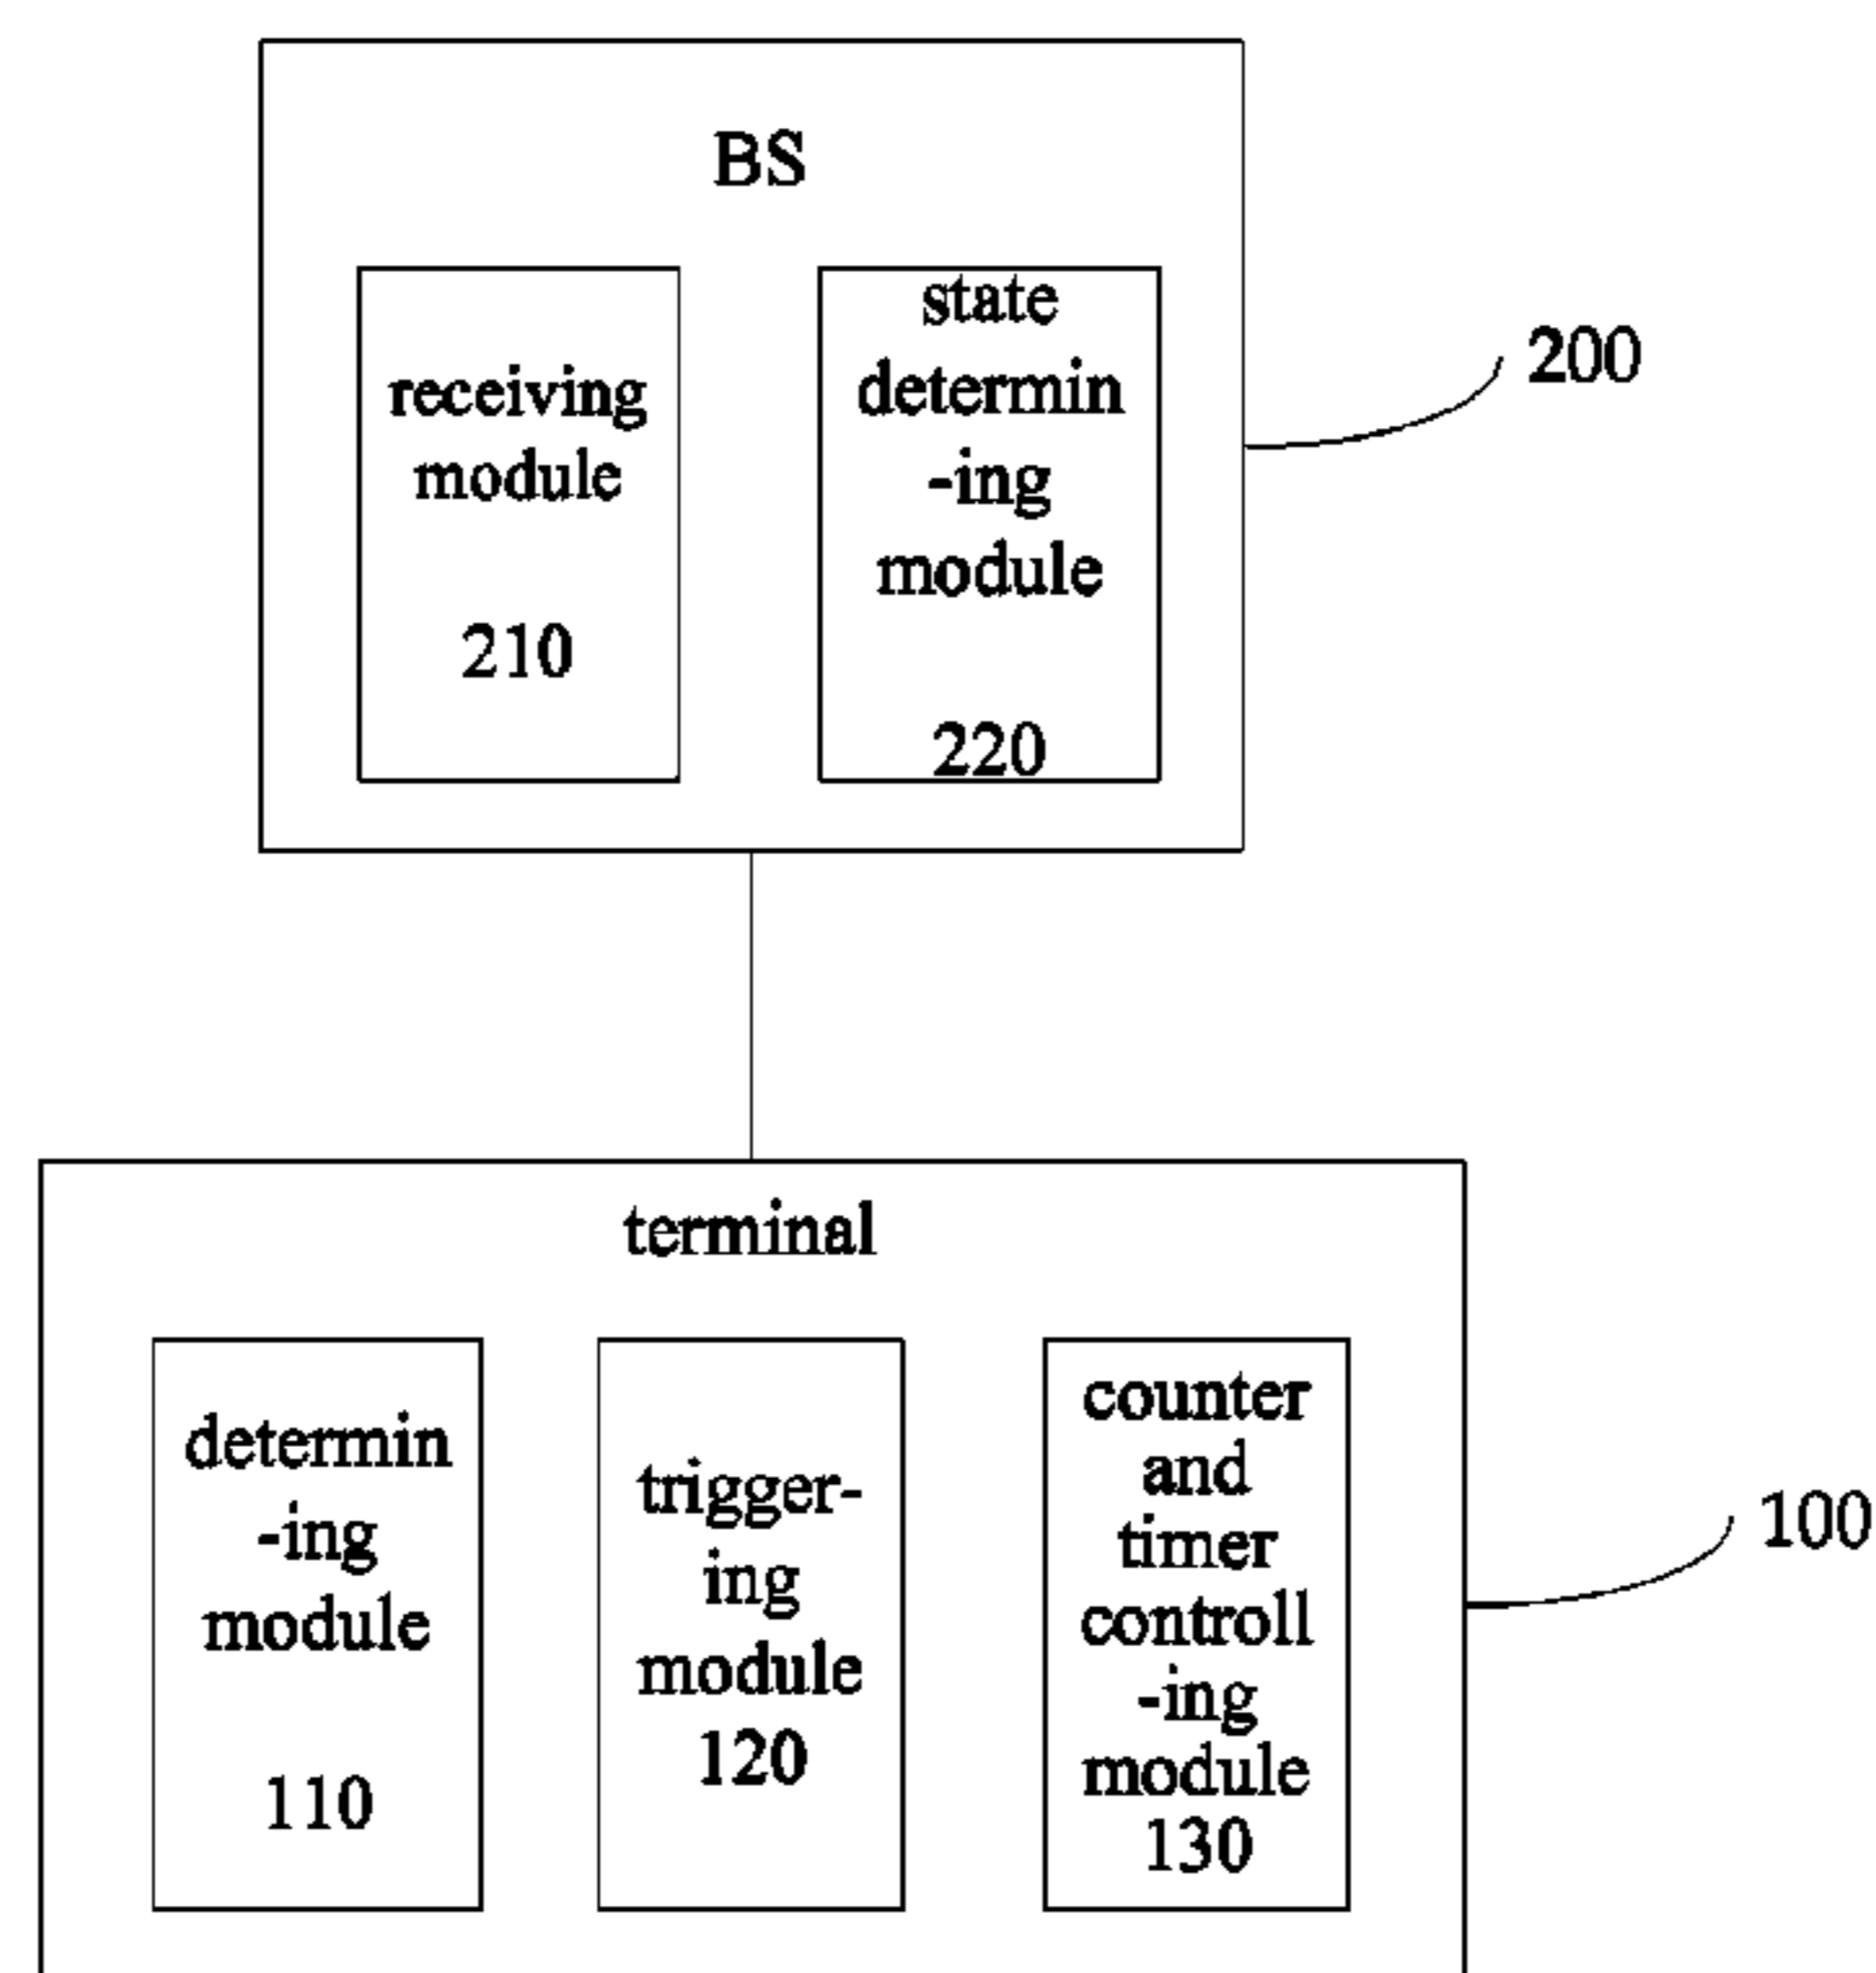 BS
receiving
module
210
state
determin
-ing
module
220
200
terminal
determin
-ing
module
110
trigger-
ing
module
120
counter
and
timer
controll
-ing
module
130
100